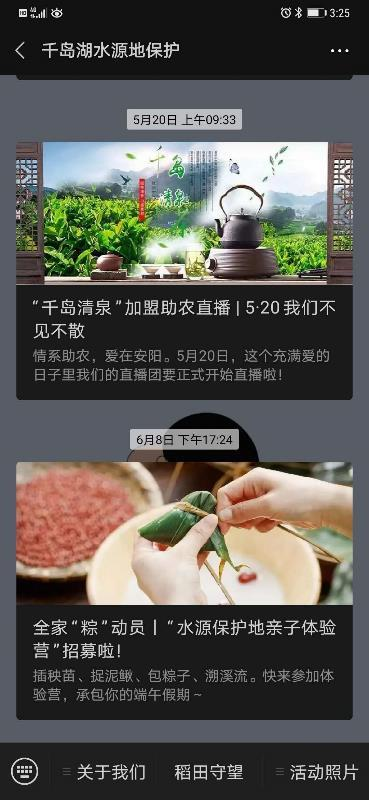 3:25
千岛湖水源地保护
5月20日 上午09:33
千岛
清泉
“千岛清泉”加盟助农直播 | 5·20 我们不
见不散
情系助农，爱在安阳。5月20日，这个充满爱的
日子里我们的直播团要正式开始直播啦！
6月8日 下午17:24
全家“粽”动员丨“水源保护地亲子体验
营”招募啦！
插秧苗、捉泥鳅、包粽子、溯溪流。快来参加体
验营，承包你的端午假期 ~
关于我们 稻田守望 活动照片